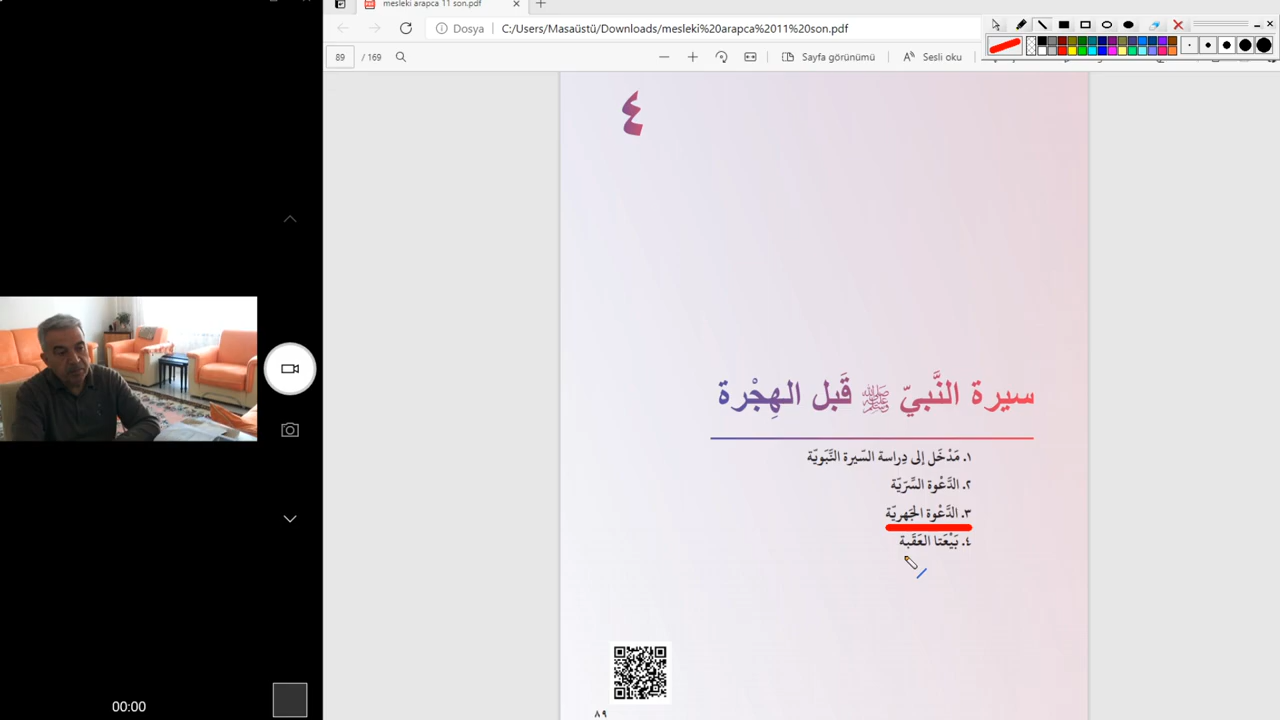 mesleki arapca 11 son.pdf
Dosya C:/Users/Masaüstü/Downloads/mesleki%20arapca%2011%20son.pdf
89 / 169 Sayfa görünümü Sesli oku
٤
سيرة النَّبيّ ﷺ قَبل الهِجْرة
١. مَدْخَل إلى دِراسة السّيرة النَّبَويّة
٢. الدَّعْوة السِّرّيّة
٣. الدَّعْوة الجَهريّة
٤. بَيْعَتا العَقَبة
٨٩
00:00